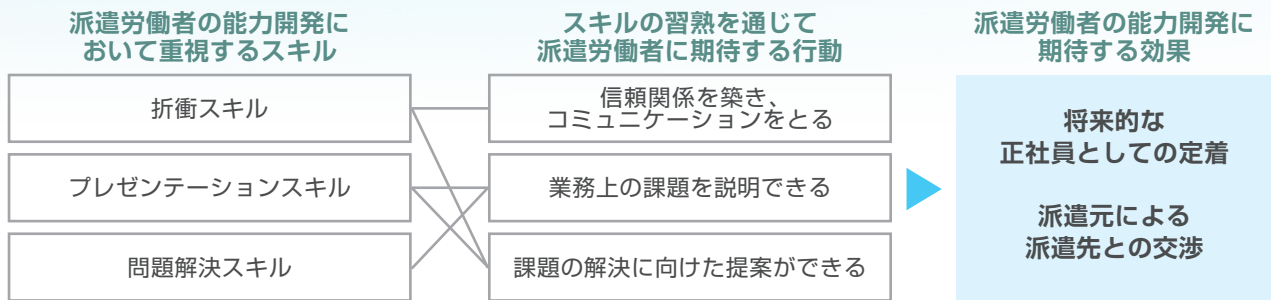 派遣労働者の能力開発に
おいて重視するスキル
折衝スキル
プレゼンテーションスキル
問題解決スキル
スキルの習熟を通じて
派遣労働者に期待する行動
信頼関係を築き、
コミュニケーションをとる
業務上の課題を説明できる
課題の解決に向けた提案ができる
派遣労働者の能力開発に
期待する効果
将来的な
正社員としての定着
派遣元による
派遣先との交渉